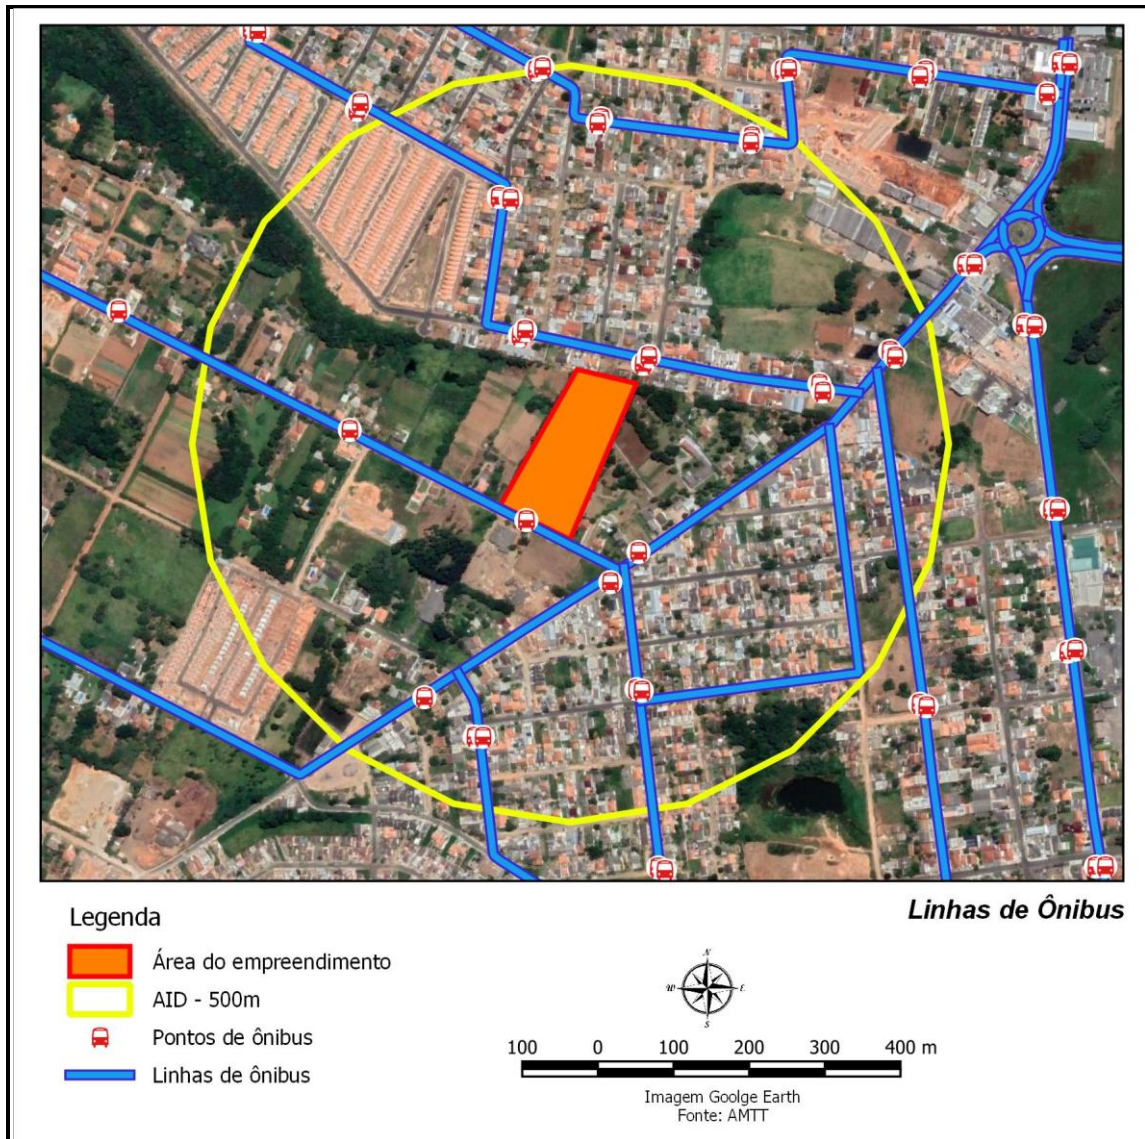 Linhas de Ônibus
Legenda
Área do empreendimento
AID - 500m
Pontos de ônibus
Linhas de ônibus
N
W
E
S
100 0 100 200 300 400 m
Imagem Goolge Earth
Fonte: AMTT